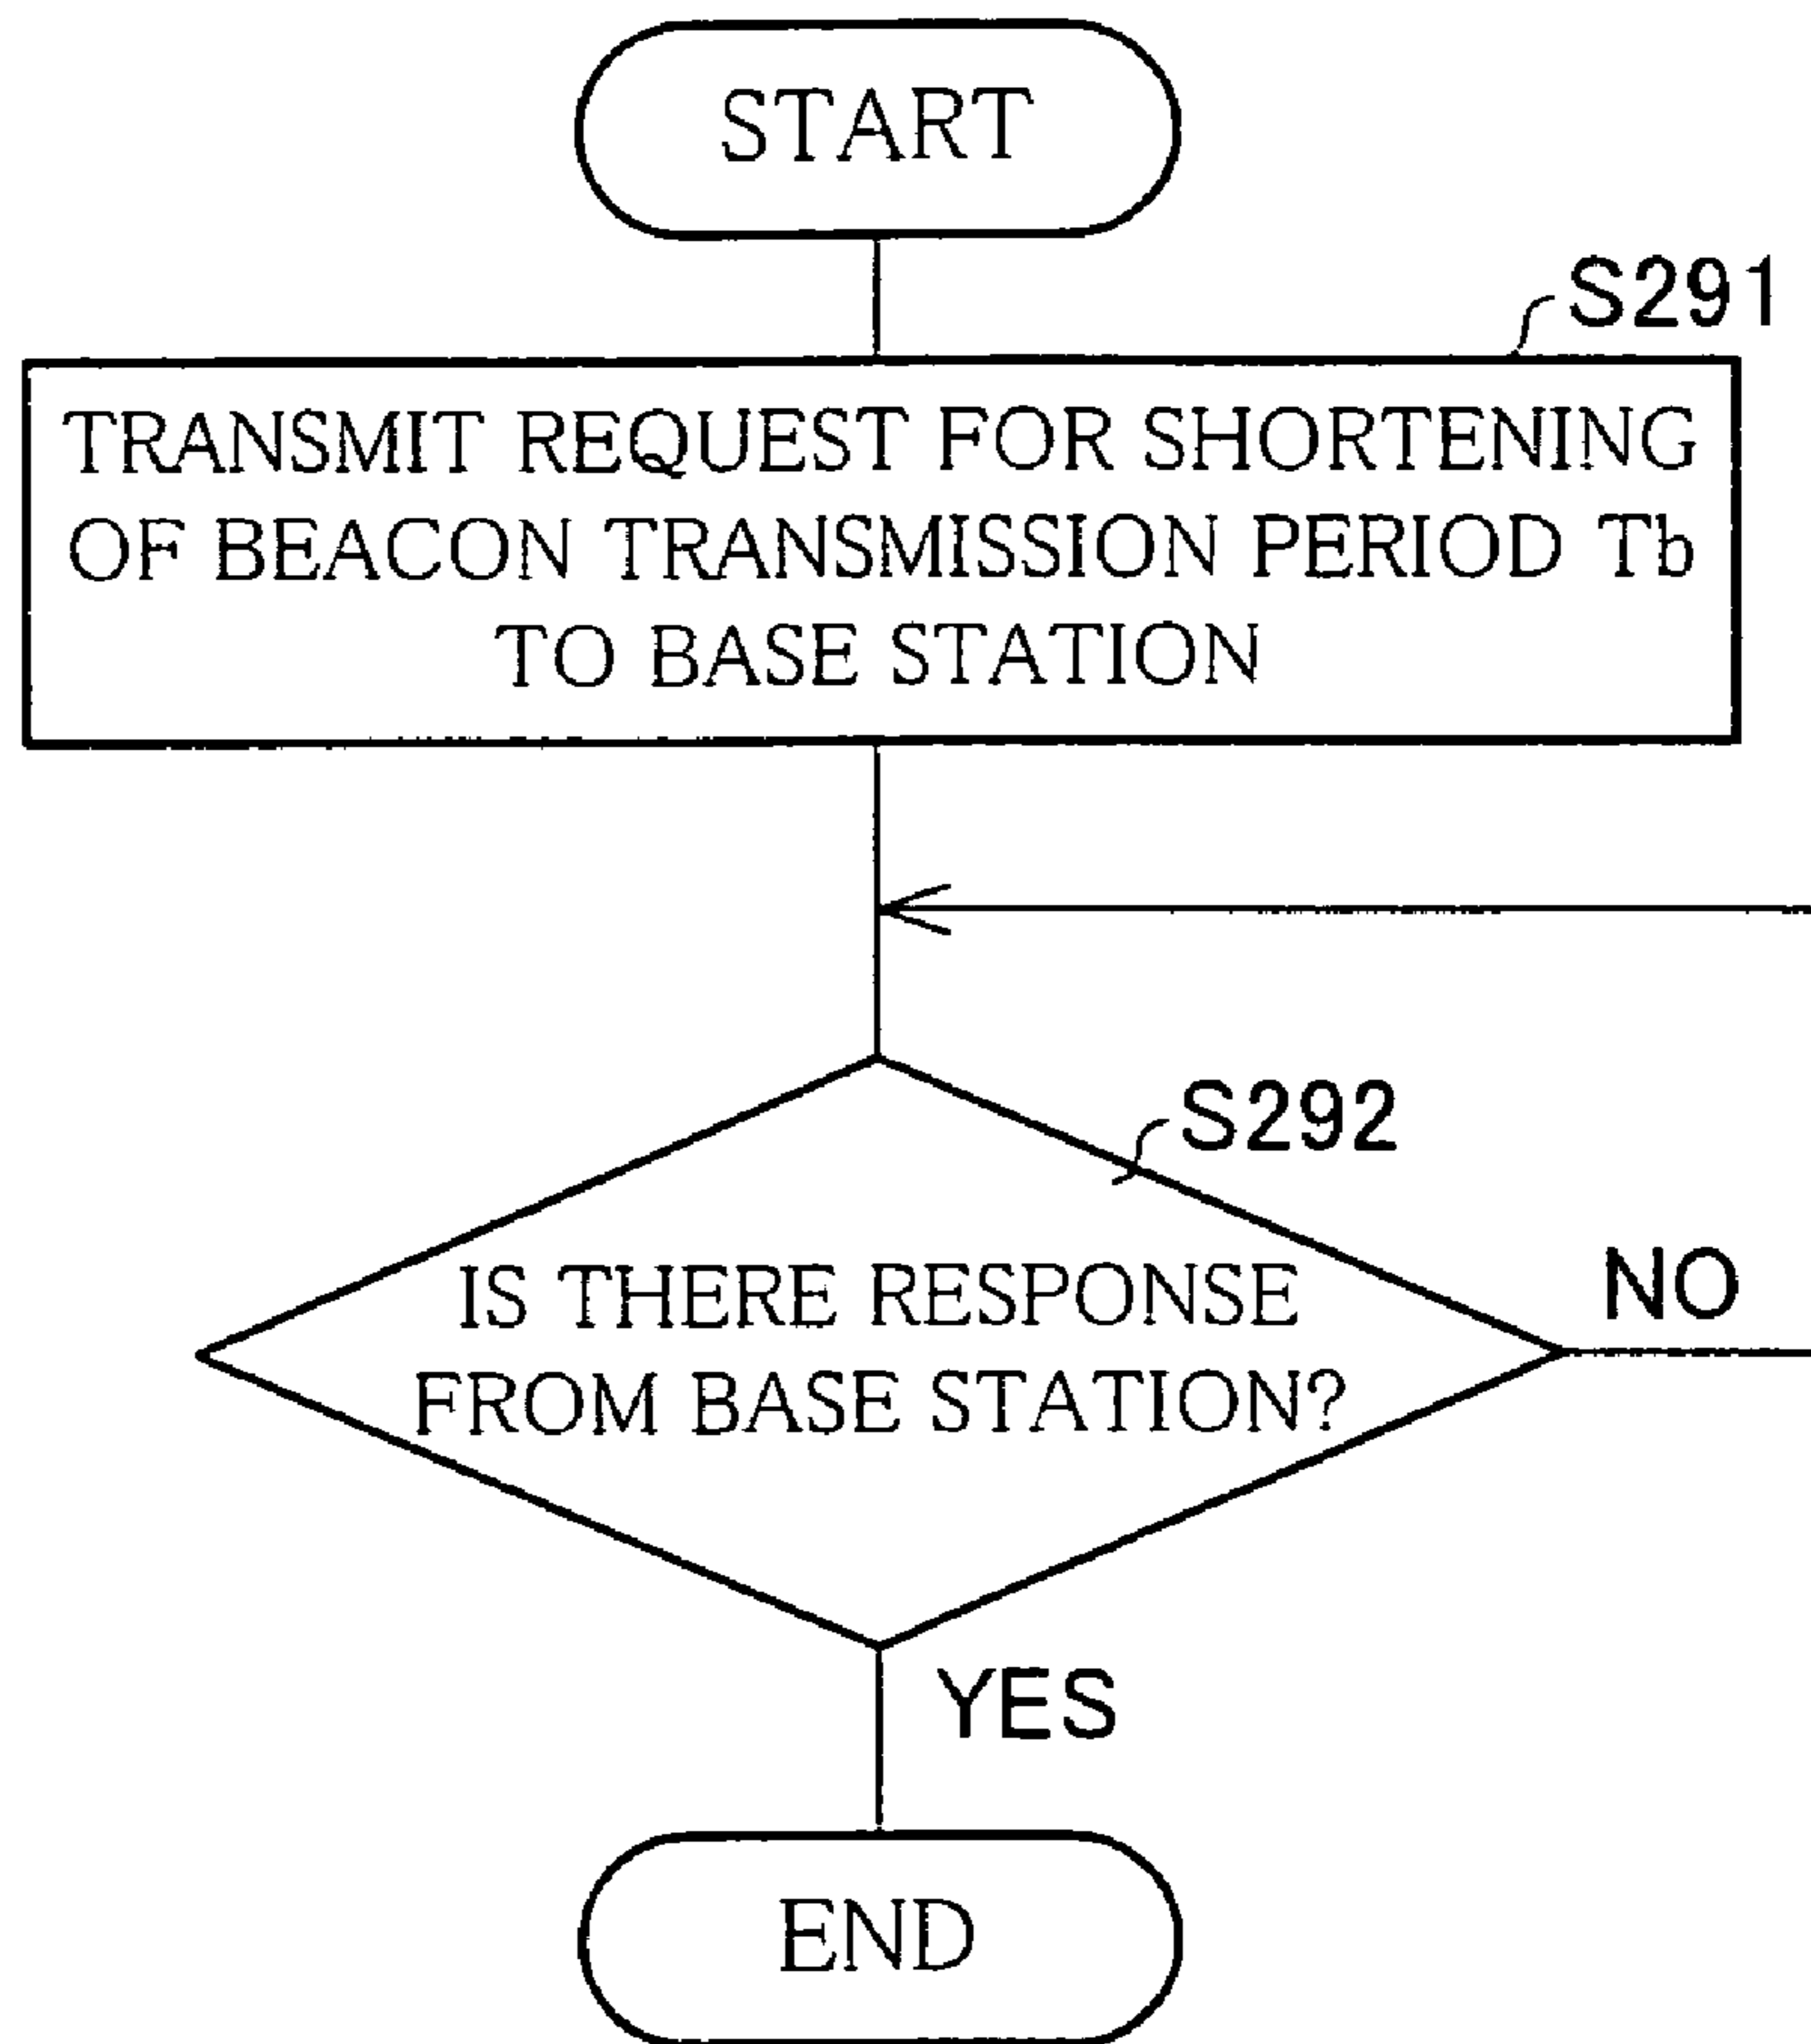 START
S291
TRANSMIT REQUEST FOR SHORTENING
OF BEACON TRANSMISSION PERIOD Tb
TO BASE STATION
S292
IS THERE RESPONSE
FROM BASE STATION?
NO
YES
END